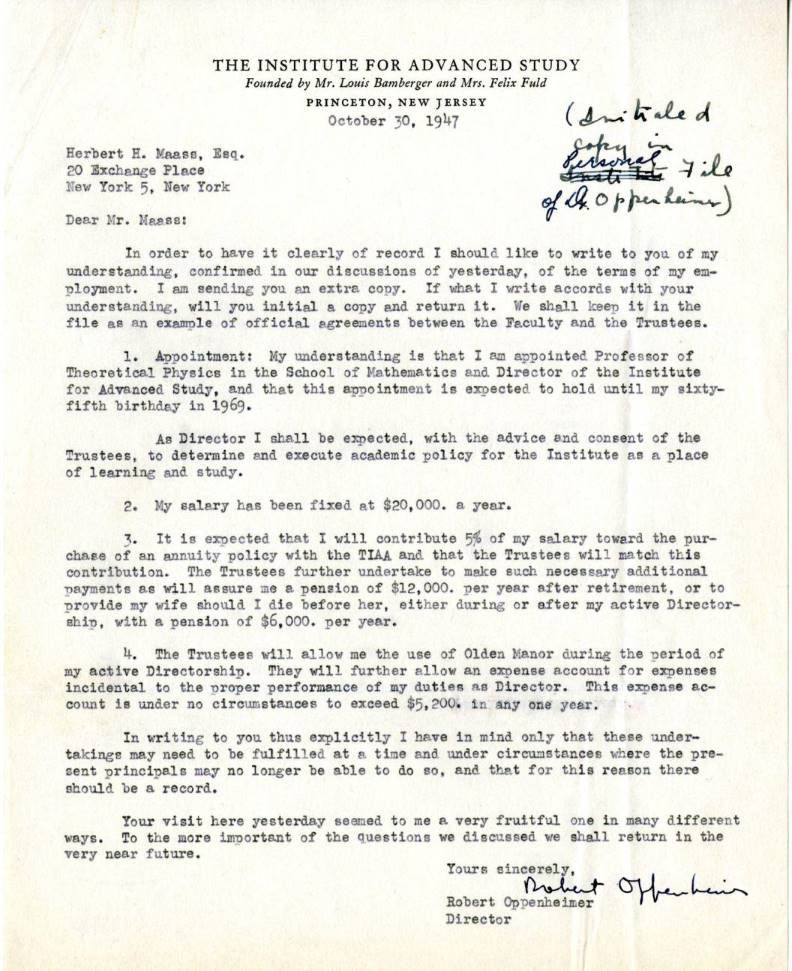 THE INSTITUTE FOR ADVANCED STUDY
Founded by Mr. Louis Bamberger and Mrs. Felix Fuld
PRINCETON, NEW JERSEY
October 30, 1947
(Initialed
copy in
Personal File
of Dr. Oppenheimer)
Herbert H. Maass, Esq.
20 Exchange Place
New York 5, New York
Dear Mr. Maass:
In order to have it clearly of record I should like to write to you of my
understanding, confirmed in our discussions of yesterday, of the terms of my em-
ployment. I am sending you an extra copy. If what I write accords with your
understanding, will you initial a copy and return it. We shall keep it in the
file as an example of official agreements between the Faculty and the Trustees.
1. Appointment: My understanding is that I am appointed Professor of
Theoretical Physics in the School of Mathematics and Director of the Institute
for Advanced Study, and that this appointment is expected to hold until my sixty-
fifth birthday in 1969.
As Director I shall be expected, with the advice and consent of the
Trustees, to determine and execute academic policy for the Institute as a place
of learning and study.
2. My salary has been fixed at $20,000. a year.
3. It is expected that I will contribute 5% of my salary toward the pur-
chase of an annuity policy with the TIAA and that the Trustees will match this
contribution. The Trustees further undertake to make such necessary additional
payments as will assure me a pension of $12,000. per year after retirement, or to
provide my wife should I die before her, either during or after my active Director-
ship, with a pension of $6,000. per year.
4. The Trustees will allow me the use of Olden Manor during the period of
my active Directorship. They will further allow an expense account for expenses
incidental to the proper performance of my duties as Director. This expense ac-
count is under no circumstances to exceed $5,200. in any one year.
In writing to you thus explicitly I have in mind only that these under-
takings may need to be fulfilled at a time and under circumstances where the pre-
sent principals may no longer be able to do so, and that for this reason there
should be a record.
Your visit here yesterday seemed to me a very fruitful one in many different
ways. To the more important of the questions we discussed we shall return in the
very near future.
Yours sincerely,
Robert Oppenheimer
Robert Oppenheimer
Director